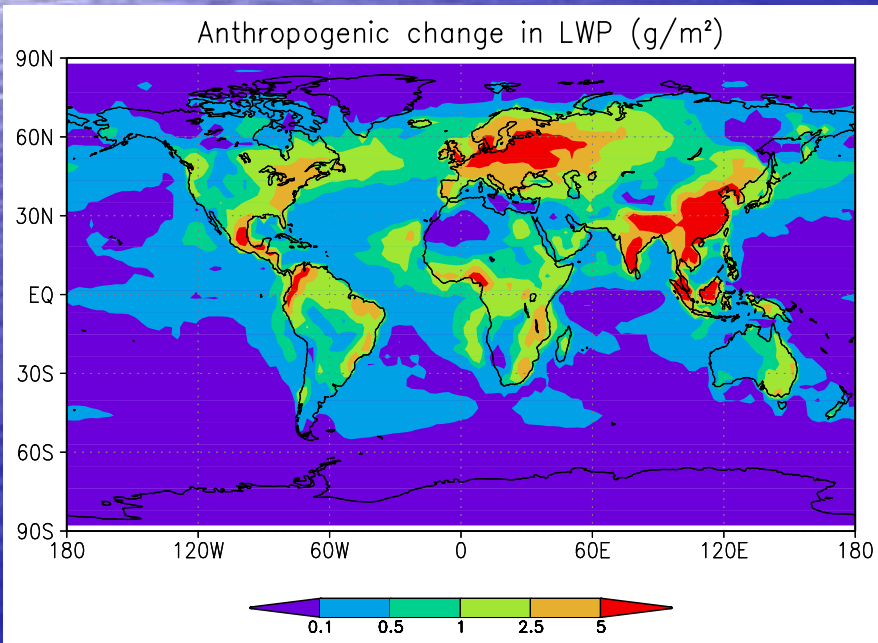 Anthropogenic change in LWP (g/m²)
90N
60N
30N
EQ
30S
60S
90S
180 120W 60W 0 60E 120E 180
0.1 0.5 1 2.5 5